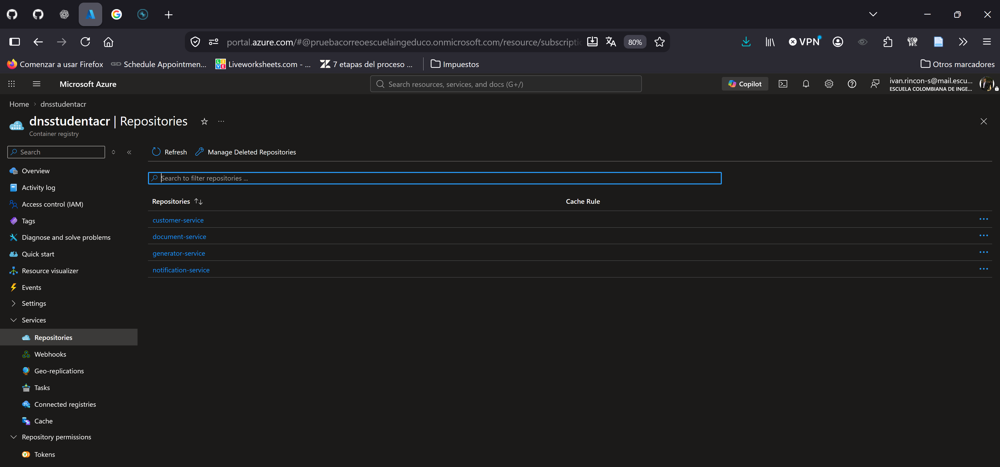 portal.azure.com/#@pruebacorreoescuelaingeduco.onmicrosoft.com/resource/subscriptic
80%
VPN
Comenzar a usar Firefox
GD Schedule Appointmen...
LIVE Liveworksheets.com - ...
7 etapas del proceso ...
Impuestos
Otros marcadores
Microsoft Azure
Search resources, services, and docs (G+/)
Copilot
ivan.rincon-s@mail.escu...
ESCUELA COLOMBIANA DE INGE...
Home > dnsstudentacr
dnsstudentacr | Repositories
Container registry
Search
Refresh
Manage Deleted Repositories
Search to filter repositories ...
Repositories
Cache Rule
customer-service
document-service
generator-service
notification-service
Overview
Activity log
Access control (IAM)
Tags
Diagnose and solve problems
Quick start
Resource visualizer
Events
Settings
Services
Repositories
Webhooks
Geo-replications
Tasks
Connected registries
Cache
Repository permissions
Tokens